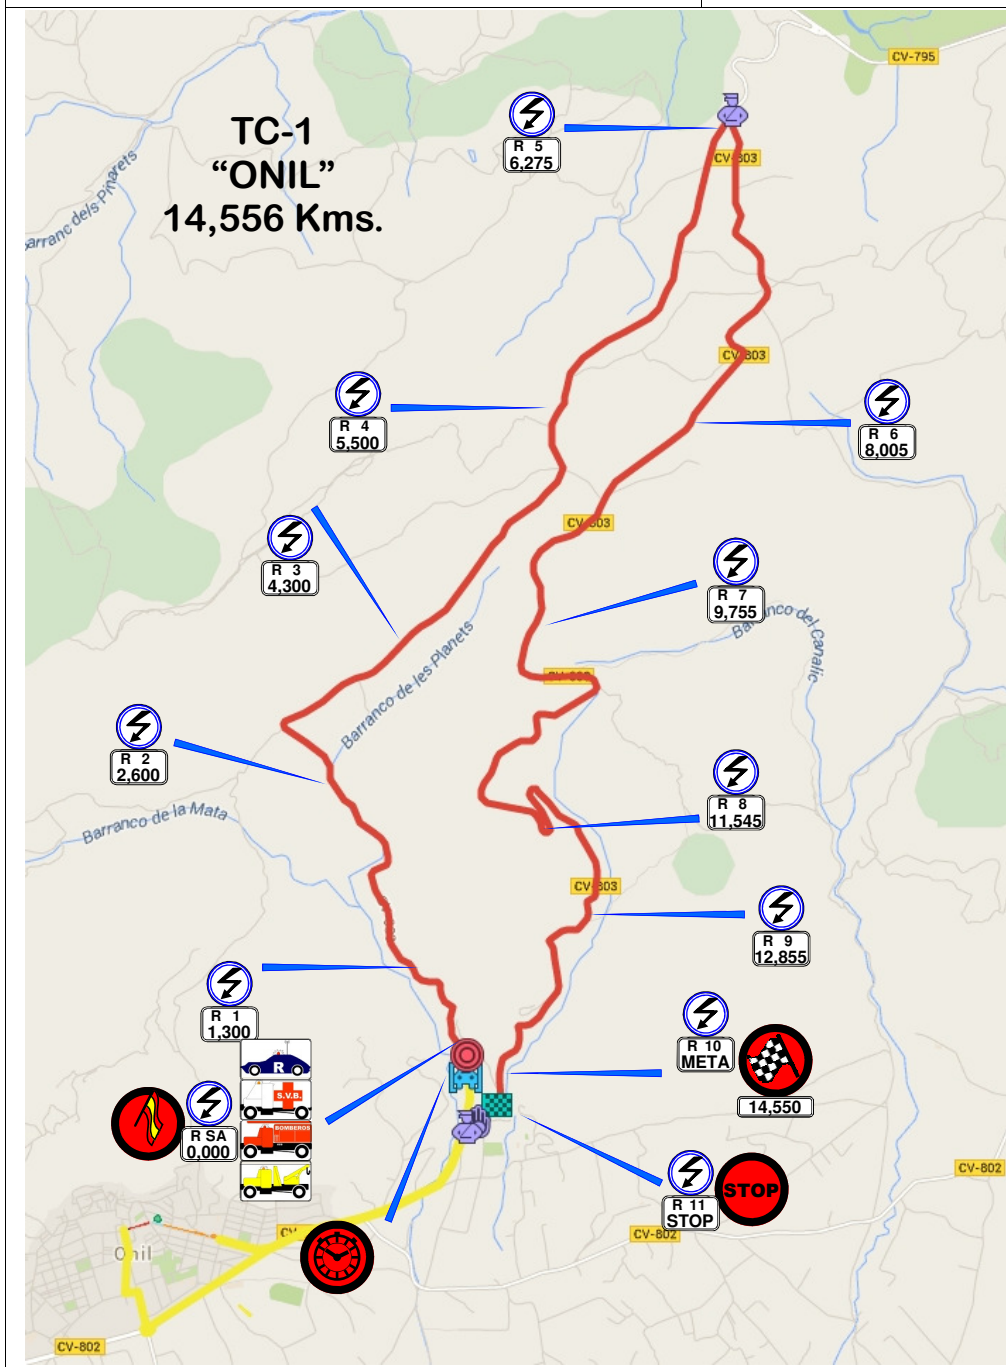 CV-795
TC-1
“ONIL”
14,556 Kms.
R 5
6,275
CV-803
Barranc dels Pinarets
CV-803
R 4
5,500
R 6
8,005
CV-803
R 3
4,300
R 7
9,755
Barranco del Canalic
Barranco de les Planets
R 2
2,600
Barranco de la Mata
R 8
11,545
CV-803
R 9
12,855
R 1
1,300
R 10
META
14,550
R
S.V.B.
BOMBEROS
R SA
0,000
R 11
STOP
STOP
CV-802
CV-802
Onil
CV-802